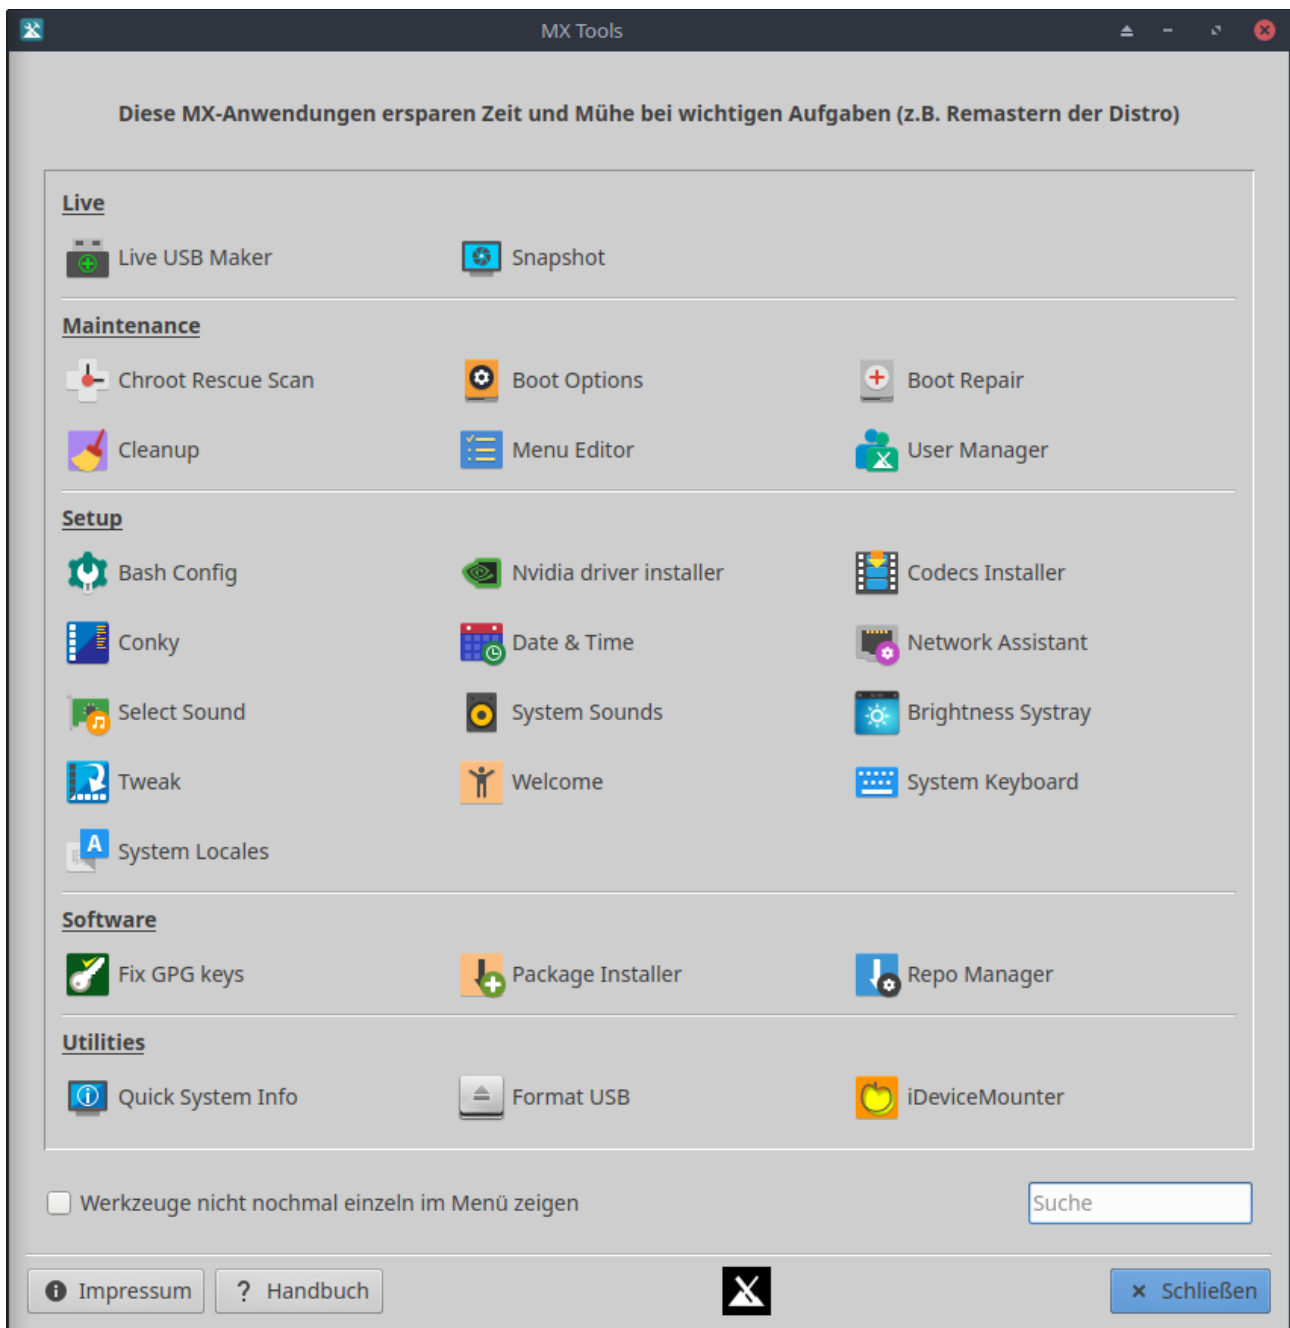 MX Tools
Diese MX-Anwendungen ersparen Zeit und Mühe bei wichtigen Aufgaben (z.B. Remastern der Distro)
Live
Live USB Maker Snapshot
Maintenance
Chroot Rescue Scan Boot Options Boot Repair
Cleanup Menu Editor User Manager
Setup
Bash Config Nvidia driver installer Codecs Installer
Conky Date & Time Network Assistant
Select Sound System Sounds Brightness Systray
Tweak Welcome System Keyboard
System Locales
Software
Fix GPG keys Package Installer Repo Manager
Utilities
Quick System Info Format USB iDeviceMounter
Werkzeuge nicht nochmal einzeln im Menü zeigen Suche
Impressum ? Handbuch Schließen